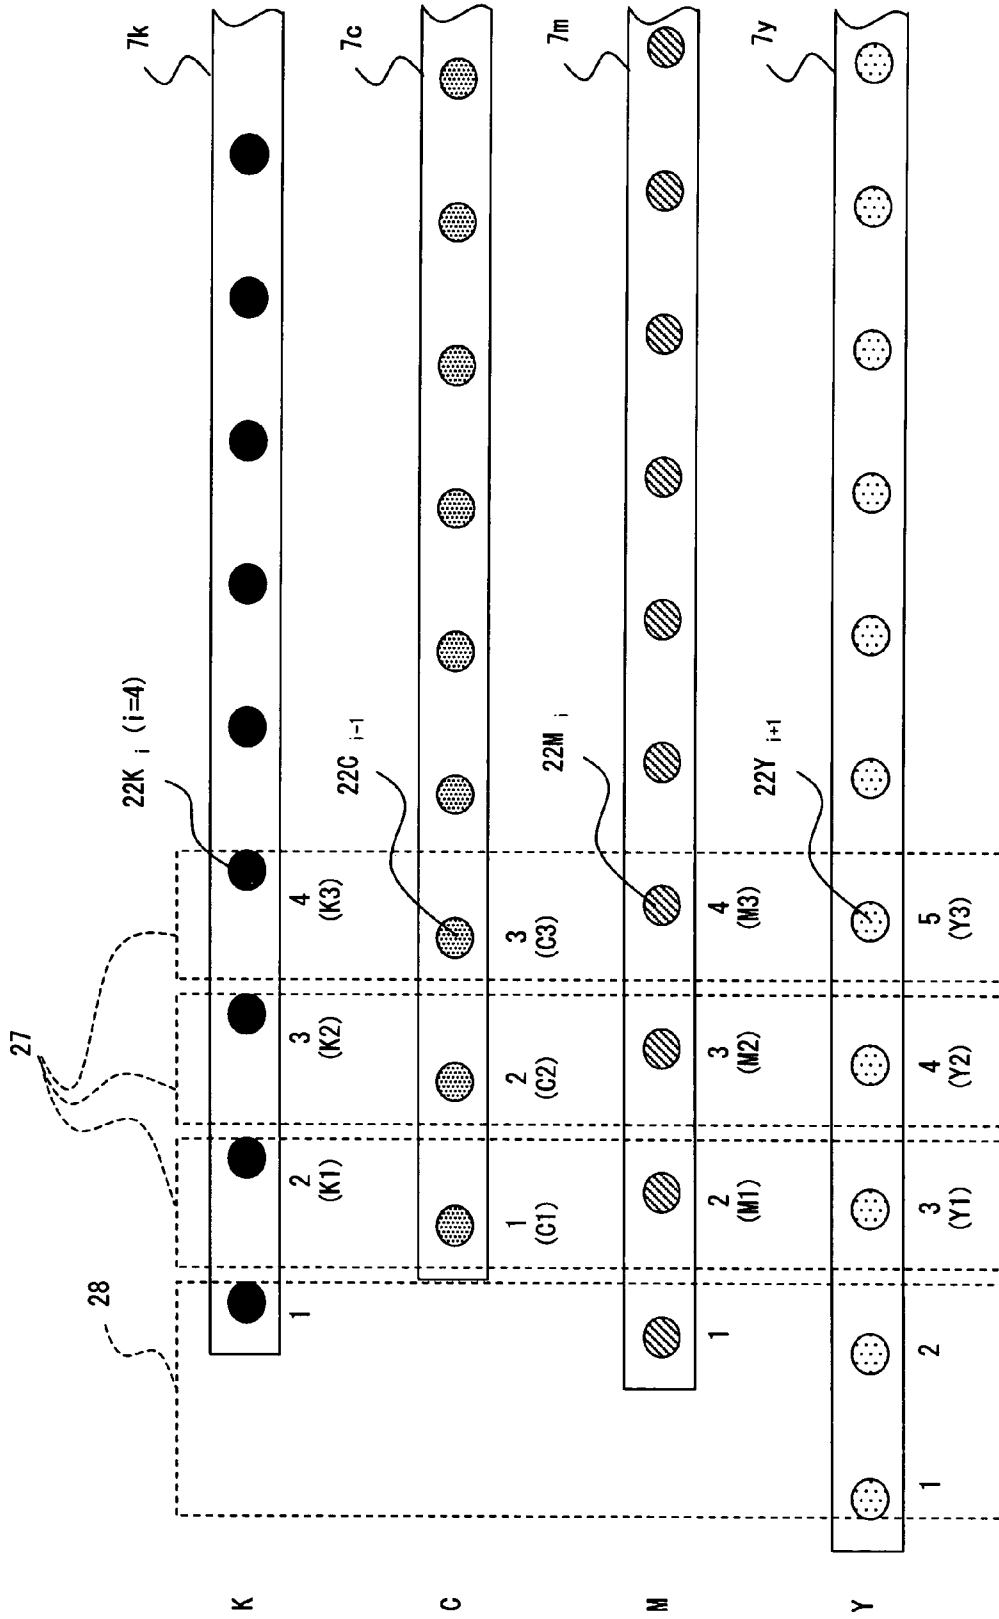 27
28
22K i (i=4)
7k
K
1 2 3 4
(K1) (K2) (K3)
22C i-1
7c
C
1 2 3
(C1) (C2) (C3)
22M i
7m
M
1 2 3 4
(M1) (M2) (M3)
22Y i+1
7y
Y
1 2 3 4 5
(Y1) (Y2) (Y3)